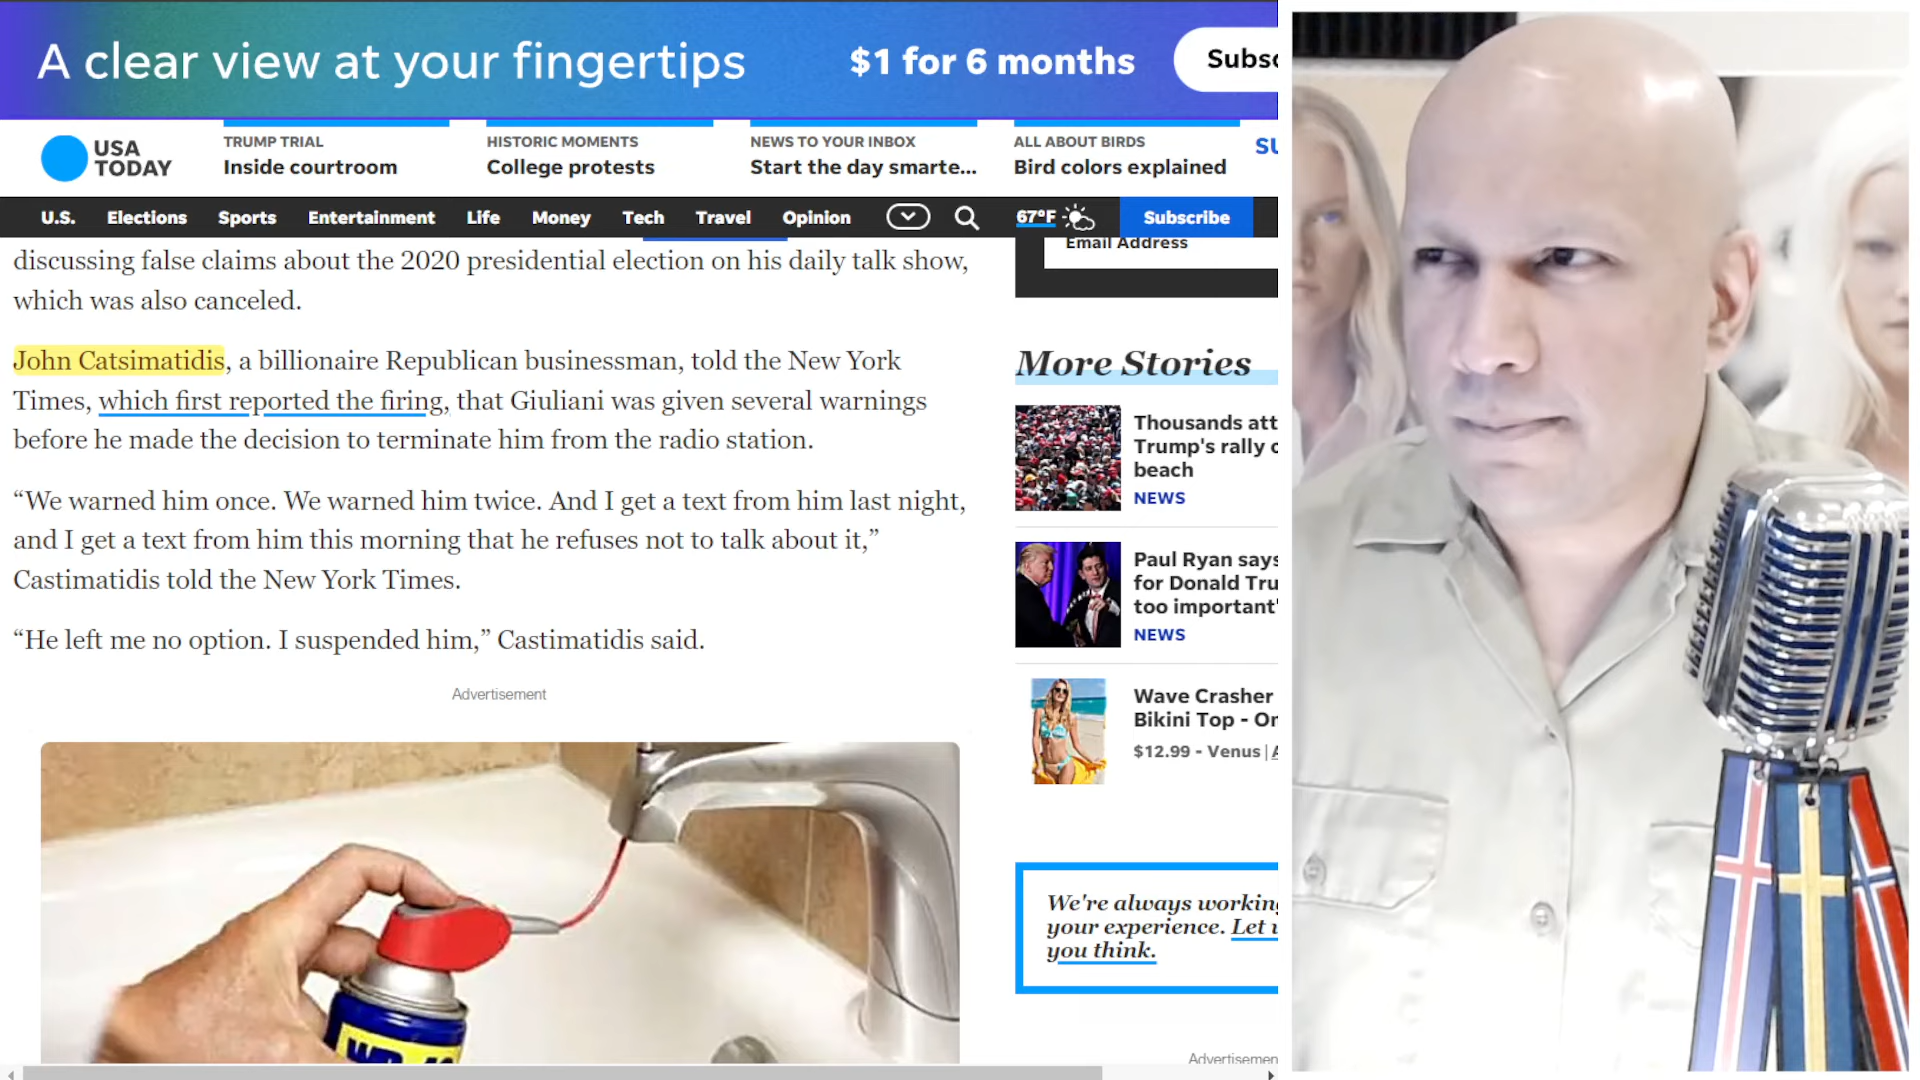 A clear view at your fingertips
$1 for 6 months
Subsc
USA
TODAY
TRUMP TRIAL
Inside courtroom
HISTORIC MOMENTS
College protests
NEWS TO YOUR INBOX
Start the day smarte...
ALL ABOUT BIRDS
Bird colors explained
SU
U.S. Elections Sports Entertainment Life Money Tech Travel Opinion 67°F Subscribe
discussing false claims about the 2020 presidential election on his daily talk show,
which was also canceled.
John Catsimatidis, a billionaire Republican businessman, told the New York
Times, which first reported the firing, that Giuliani was given several warnings
before he made the decision to terminate him from the radio station.
“We warned him once. We warned him twice. And I get a text from him last night,
and I get a text from him this morning that he refuses not to talk about it,”
Castimatidis told the New York Times.
“He left me no option. I suspended him,” Castimatidis said.
Advertisement
Email Address
More Stories
Thousands att
Trump's rally o
beach
NEWS
Paul Ryan says
for Donald Tru
too important'
NEWS
Wave Crasher
Bikini Top - On
$12.99 - Venus | A
We're always working
your experience. Let u
you think.
Advertisemen